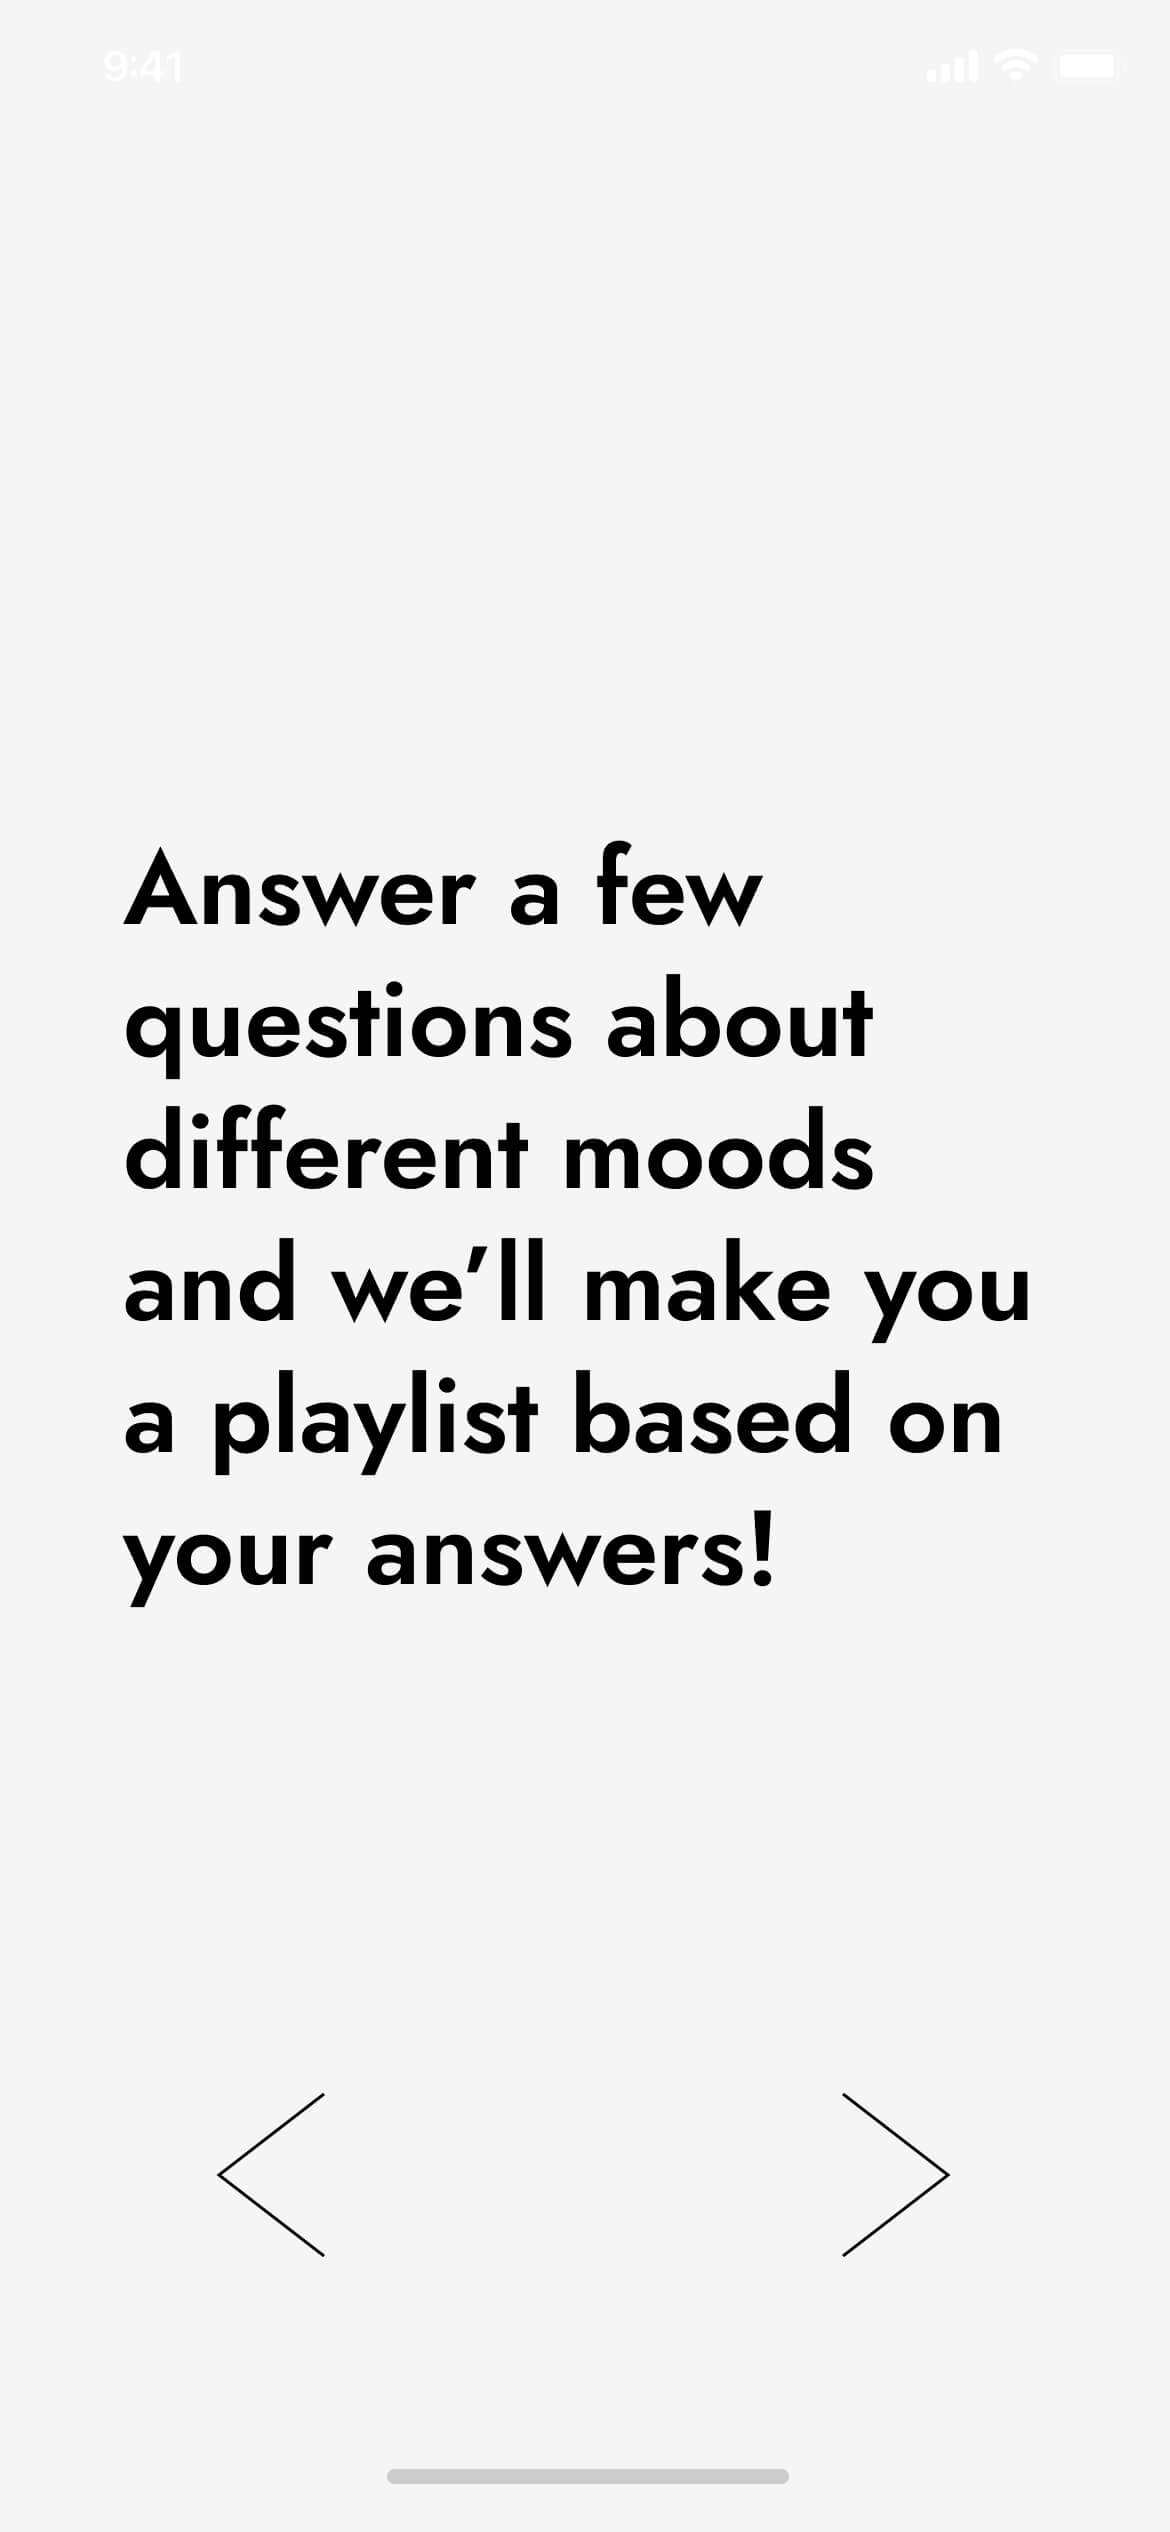 9:41
Answer a few
questions about
different moods
and we’ll make you
a playlist based on
your answers!